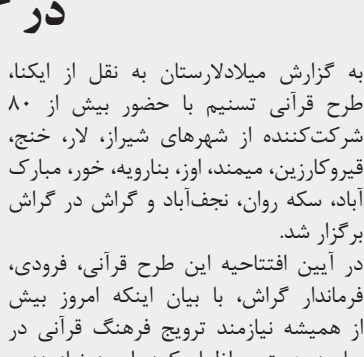 در
به گزارش میلادلارستان به نقل از ایکنا،
طرح قرآنی تسنیم با حضور بیش از ۸۰
شرکت‌کننده از شهرهای شیراز، لار، خنج،
قیروکارزین، میمند، اوز، بنارویه، خور، مبارک
آباد، سکه روان، نجف‌آباد و گراش در گراش
برگزار شد.
در آیین افتتاحیه این طرح قرآنی، فرودی،
فرماندار گراش، با بیان اینکه امروز بیش
از همیشه نیازمند ترویج فرهنگ قرآنی در